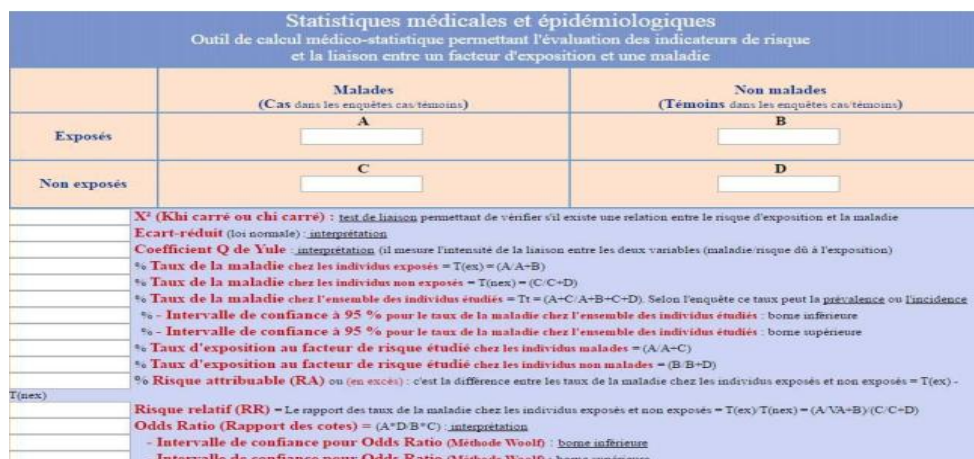 Statistiques médicales et épidémiologiques
Outil de calcul médico-statistique permettant l'évaluation des indicateurs de risque
et la liaison entre un facteur d'exposition et une maladie
Malades
(Cas dans les enquêtes cas/témoins)
Non malades
(Témoins dans les enquêtes cas/témoins)
Exposés
A
B
Non exposés
C
D
X² (Khi carré ou chi carré) : test de liaison permettant de vérifier s'il existe une relation entre le risque d'exposition et la maladie
Ecart-réduit (loi normale) : interprétation
Coefficient Q de Yule : interprétation (il mesure l'intensité de la liaison entre les deux variables (maladie/risque dû à l'exposition)
% Taux de la maladie chez les individus exposés = T(ex) = (A/A+B)
% Taux de la maladie chez les individus non exposés = T(nex) = (C/C+D)
% Taux de la maladie chez l'ensemble des individus étudiés = Tt = (A+C/A+B+C+D). Selon l'enquête ce taux peut la prévalence ou l'incidence
% - Intervalle de confiance à 95 % pour le taux de la maladie chez l'ensemble des individus étudiés : borne inférieure
% - Intervalle de confiance à 95 % pour le taux de la maladie chez l'ensemble des individus étudiés : borne supérieure
% Taux d'exposition au facteur de risque étudié chez les individus malades = (A/A+C)
% Taux d'exposition au facteur de risque étudié chez les individus non malades = (B/B+D)
% Risque attribuable (RA) ou (en excés) : c'est la différence entre les taux de la maladie chez les individus exposés et non exposés = T(ex) -
T(nex)
Risque relatif (RR) = Le rapport des taux de la maladie chez les individus exposés et non exposés = T(ex)/T(nex) = (A/\/A+B)/(C/C+D)
Odds Ratio (Rapport des cotes) = (A*D/B*C) : interprétation
- Intervalle de confiance pour Odds Ratio (Méthode Woolf) : borne inférieure
- Intervalle de confiance pour Odds Ratio (Méthode Woolf) : borne supérieure